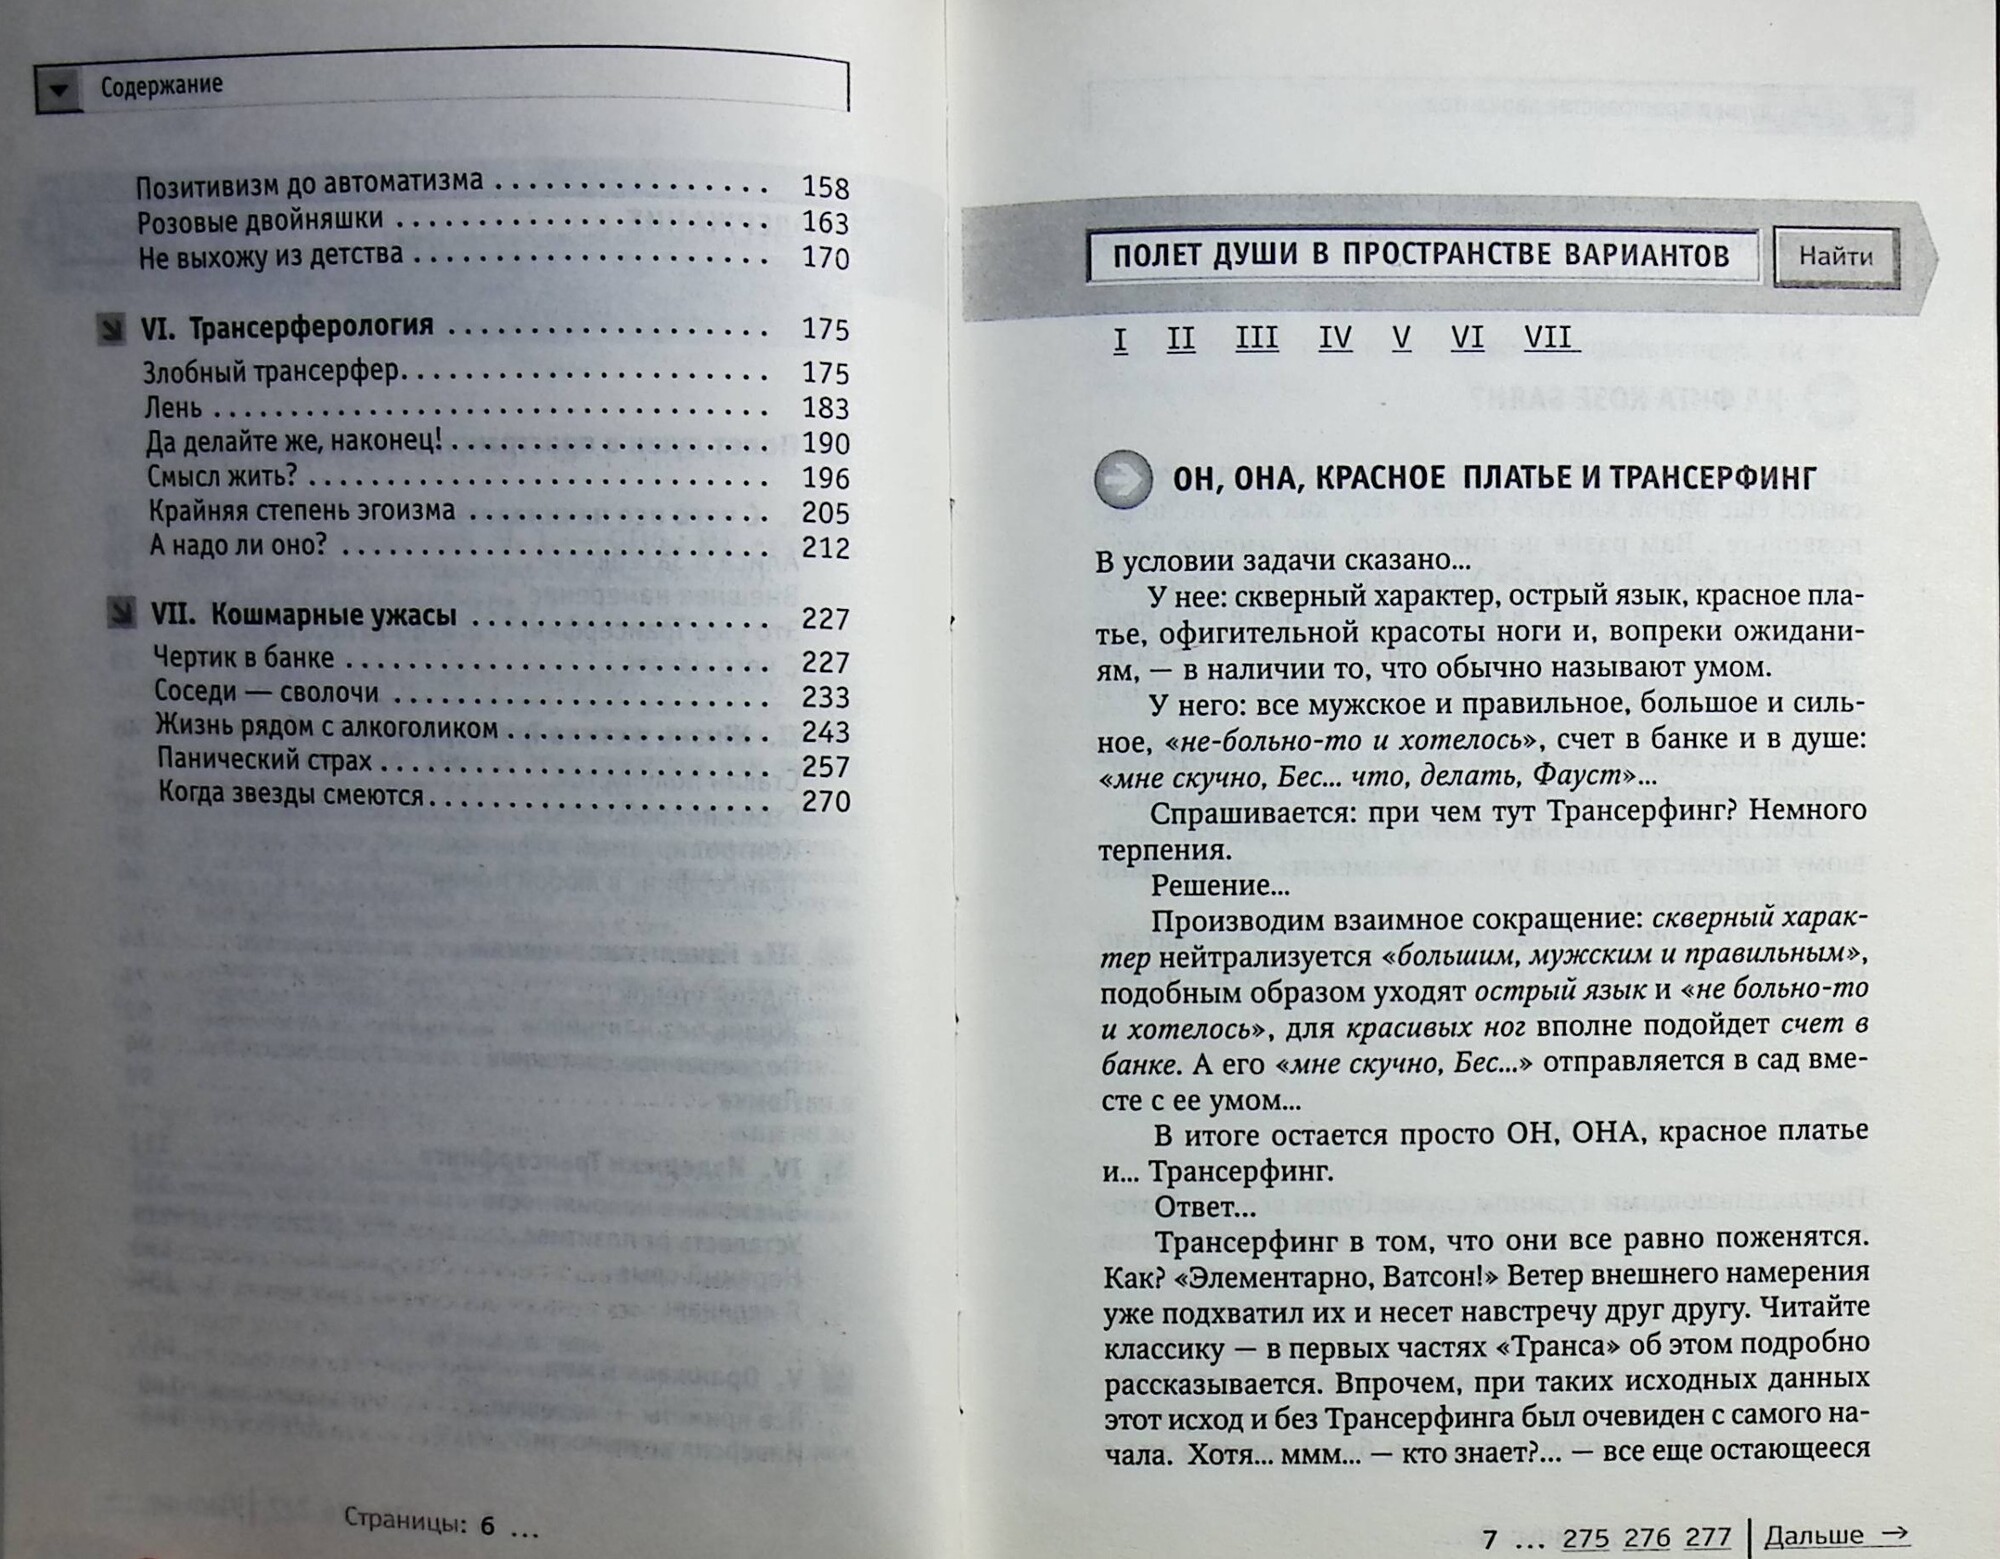 Содержание
Позитивизм до автоматизма . . . . . . . . . . . . . . . . . 158
Розовые двойняшки . . . . . . . . . . . . . . . . . . . . . . 163
Не выхожу из детства . . . . . . . . . . . . . . . . . . . . . 170
VI. Трансерферология . . . . . . . . . . . . . . . . . . . 175
Злобный трансерфер. . . . . . . . . . . . . . . . . . . . . . 175
Лень . . . . . . . . . . . . . . . . . . . . . . . . . . . . . . . . . 183
Да делайте же, наконец! . . . . . . . . . . . . . . . . . . . 190
Смысл жить? . . . . . . . . . . . . . . . . . . . . . . . . . . . 196
Крайняя степень эгоизма . . . . . . . . . . . . . . . . . . 205
А надо ли оно? . . . . . . . . . . . . . . . . . . . . . . . . . . 212
VII. Кошмарные ужасы . . . . . . . . . . . . . . . . . . 227
Чертик в банке . . . . . . . . . . . . . . . . . . . . . . . . . 227
Соседи — сволочи . . . . . . . . . . . . . . . . . . . . . . . 233
Жизнь рядом с алкоголиком . . . . . . . . . . . . . . . . 243
Панический страх . . . . . . . . . . . . . . . . . . . . . . . 257
Когда звезды смеются. . . . . . . . . . . . . . . . . . . . . 270
Страницы: 6 ...
ПОЛЕТ ДУШИ В ПРОСТРАНСТВЕ ВАРИАНТОВ Найти
I II III IV V VI VII
ОН, ОНА, КРАСНОЕ ПЛАТЬЕ И ТРАНСЕРФИНГ
В условии задачи сказано...
У нее: скверный характер, острый язык, красное пла-
тье, офигительной красоты ноги и, вопреки ожидани-
ям, — в наличии то, что обычно называют умом.
У него: все мужское и правильное, большое и силь-
ное, «не-больно-то и хотелось», счет в банке и в душе:
«мне скучно, Бес... что, делать, Фауст»...
Спрашивается: при чем тут Трансерфинг? Немного
терпения.
Решение...
Производим взаимное сокращение: скверный харак-
тер нейтрализуется «большим, мужским и правильным»,
подобным образом уходят острый язык и «не больно-то
и хотелось», для красивых ног вполне подойдет счет в
банке. А его «мне скучно, Бес...» отправляется в сад вме-
сте с ее умом...
В итоге остается просто ОН, ОНА, красное платье
и... Трансерфинг.
Ответ...
Трансерфинг в том, что они все равно поженятся.
Как? «Элементарно, Ватсон!» Ветер внешнего намерения
уже подхватил их и несет навстречу друг другу. Читайте
классику — в первых частях «Транса» об этом подробно
рассказывается. Впрочем, при таких исходных данных
этот исход и без Трансерфинга был очевиден с самого на-
чала. Хотя... ммм... — кто знает?... — все еще остающееся
7 ... 275 276 277 | Дальше →